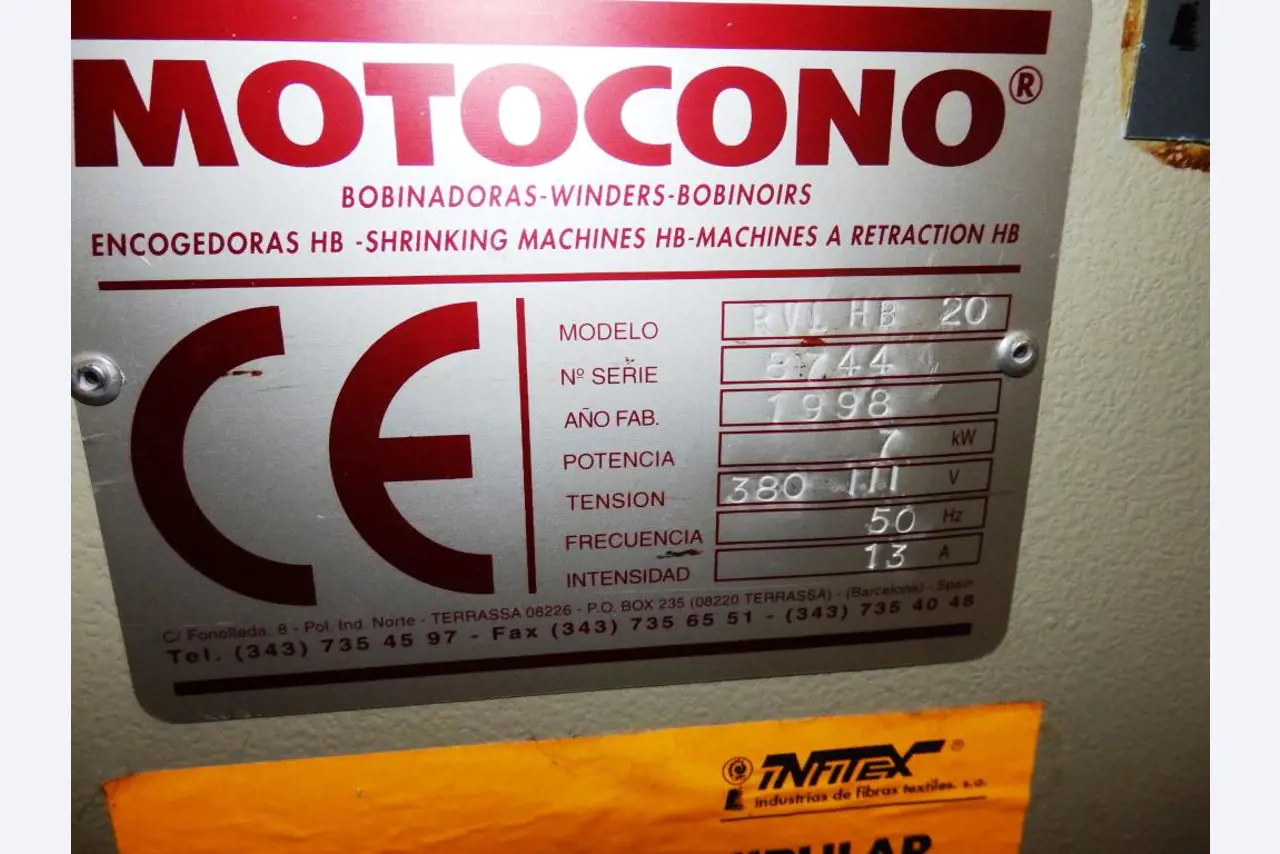 MOTOCONO®
BOBINADORAS-WINDERS-BOBINOIRS
ENCOGEDORAS HB -SHRINKING MACHINES HB-MACHINES A RETRACTION HB
CE
MODELO RVL HB 20
Nº SERIE 8744
AÑO FAB. 1998
POTENCIA 7 kW
TENSION 380 III V
FRECUENCIA 50 Hz
INTENSIDAD 13 A
C/ Fonolleda, 8 - Pol. Ind. Norte - TERRASSA 08226 - P.O. BOX 235 (08220 TERRASSA) - (Barcelona) - Spain
Tel. (343) 735 45 97 - Fax (343) 735 65 51 - (343) 735 40 48
INFITEX ®
industrias de fibras textiles, s.a.